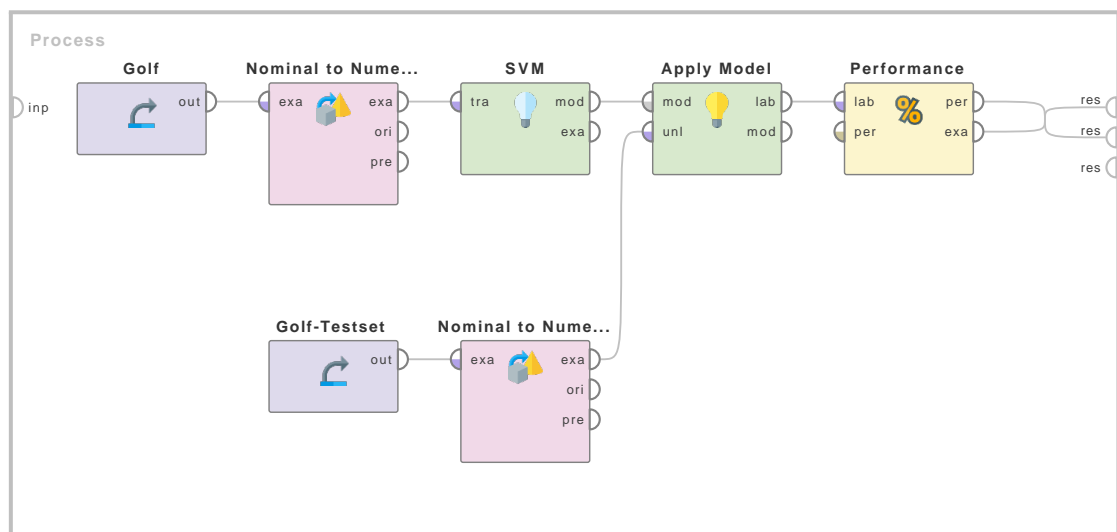 Process
Golf
Nominal to Nume...
SVM
Apply Model
Performance
inp
out
exa
exa
tra
mod
mod
lab
lab
per
res
ori
exa
unl
mod
per
exa
res
pre
res
Golf-Testset
Nominal to Nume...
out
exa
exa
ori
pre